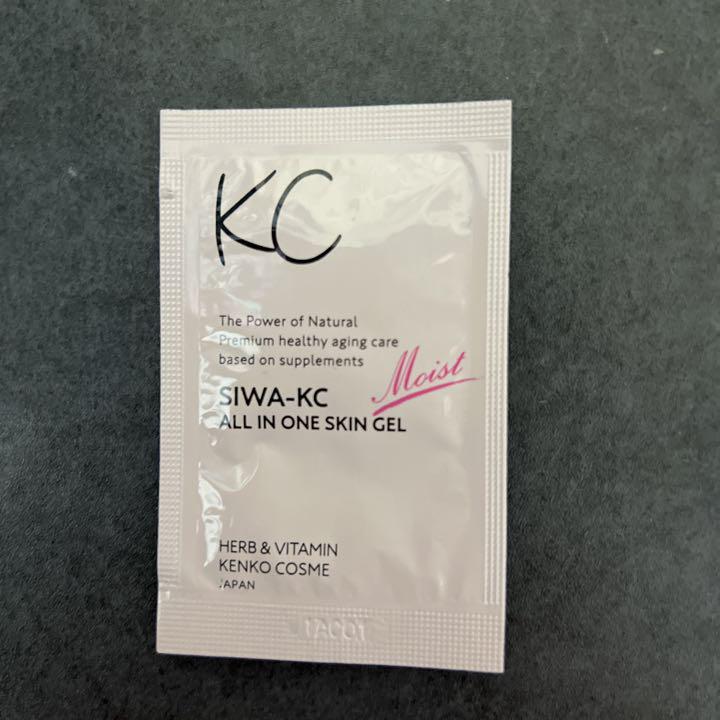 KC
The Power of Natural
Premium healthy aging care
based on supplements
Moist
SIWA-KC
ALL IN ONE SKIN GEL
HERB & VITAMIN
KENKO COSME
JAPAN